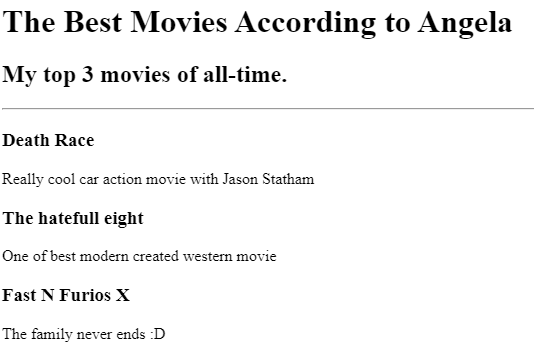 The Best Movies According to Angela
My top 3 movies of all-time.
Death Race
Really cool car action movie with Jason Statham
The hatefull eight
One of best modern created western movie
Fast N Furios X
The family never ends :D